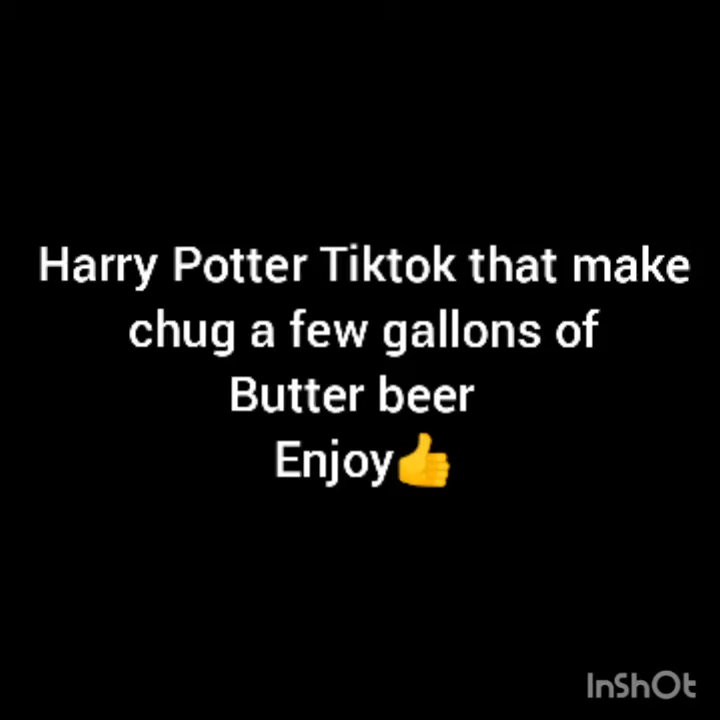 Harry Potter Tiktok that make
chug a few gallons of
Butter beer
Enjoy👍
InShOt